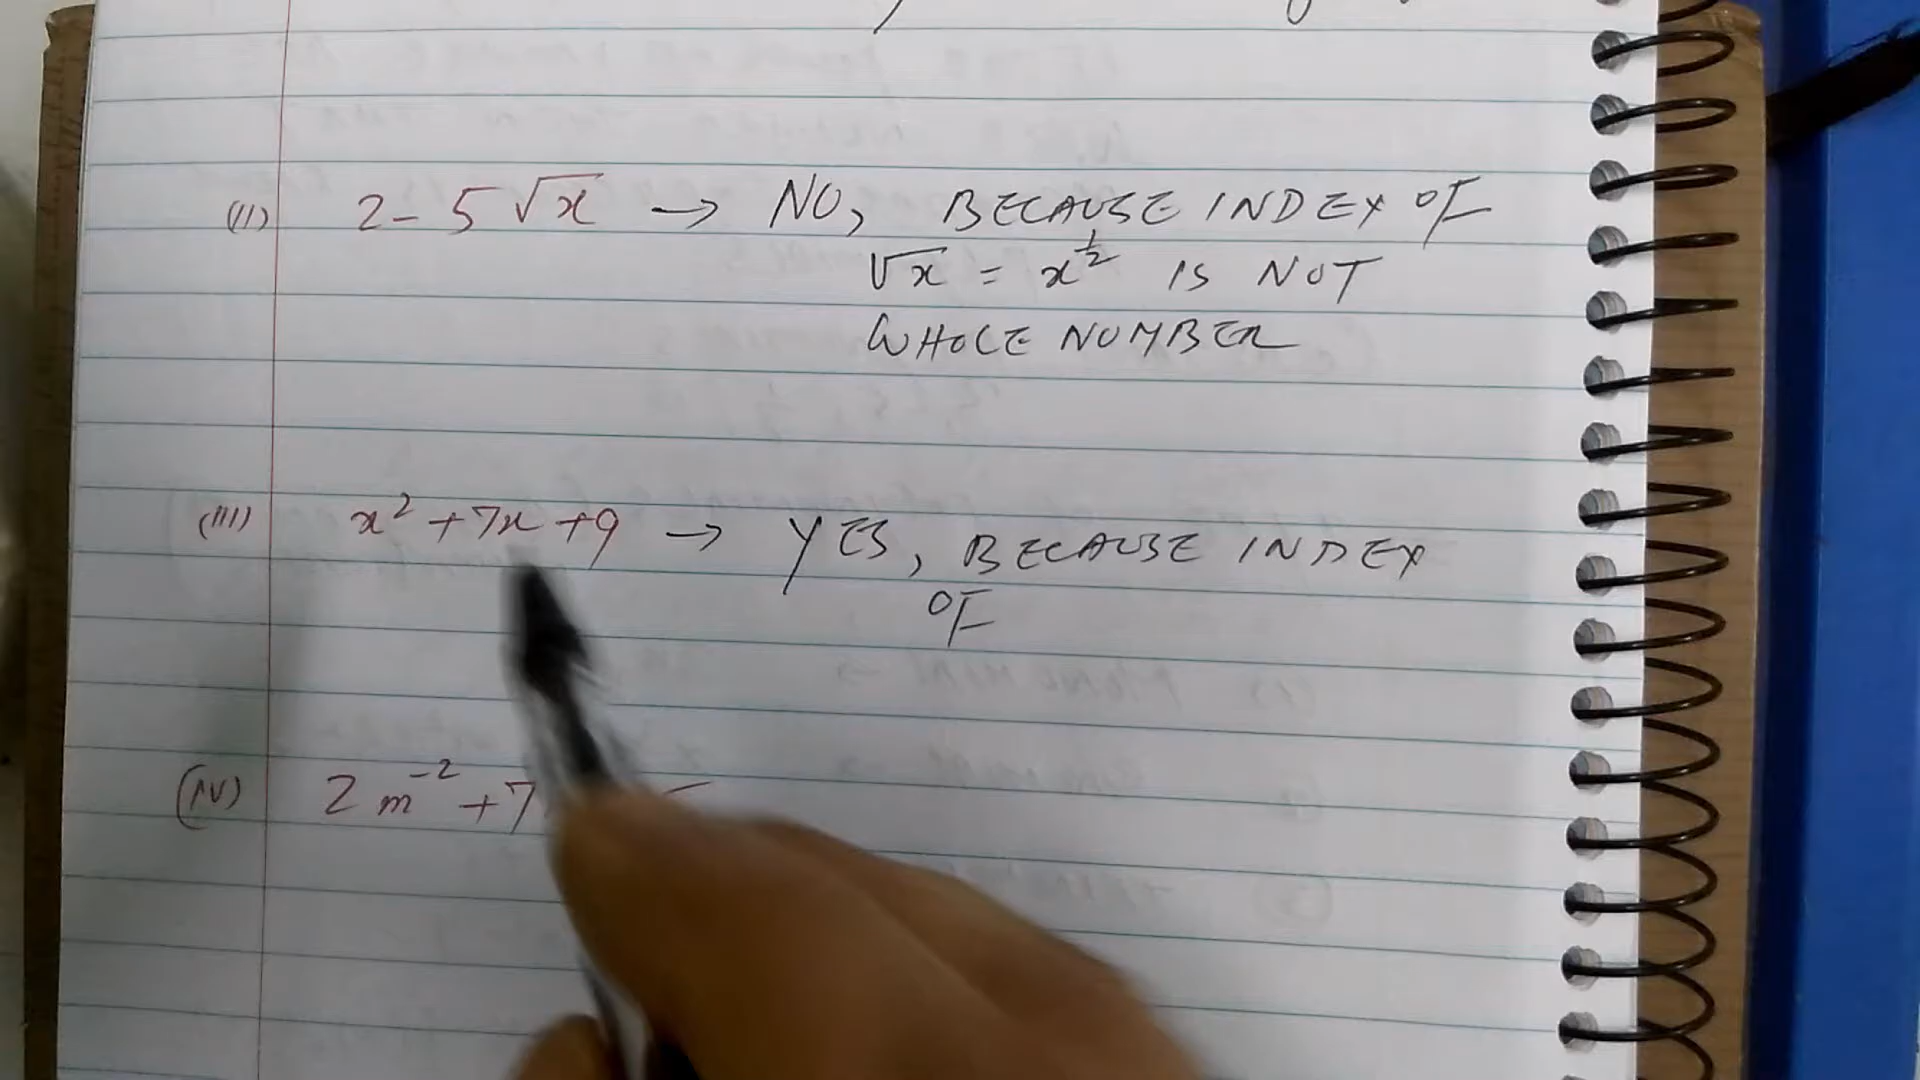 (II) 2 - 5 √x → NO, BECAUSE INDEX OF
√x = x^1/2 IS NOT
WHOLE NUMBER
(III) x² + 7x + 9 → YES, BECAUSE INDEX
OF
(IV) 2 m⁻² + 7